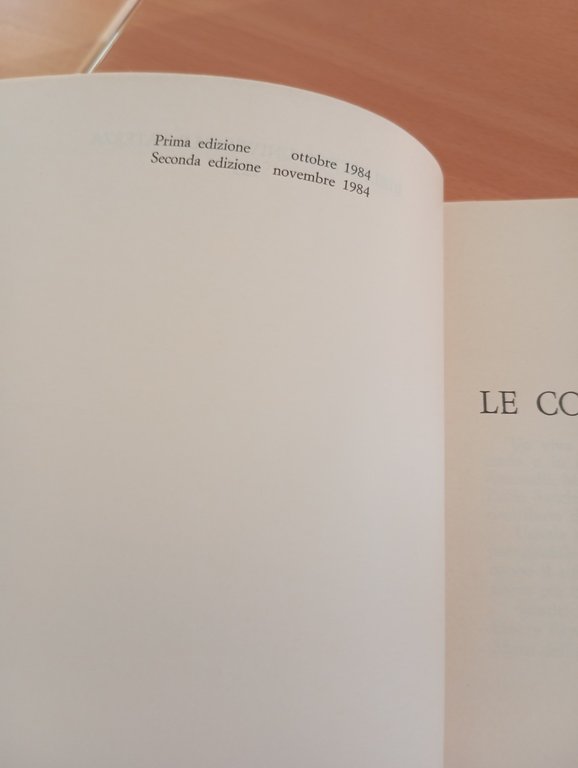 Prima edizione ottobre 1984
Seconda edizione novembre 1984
LE CO